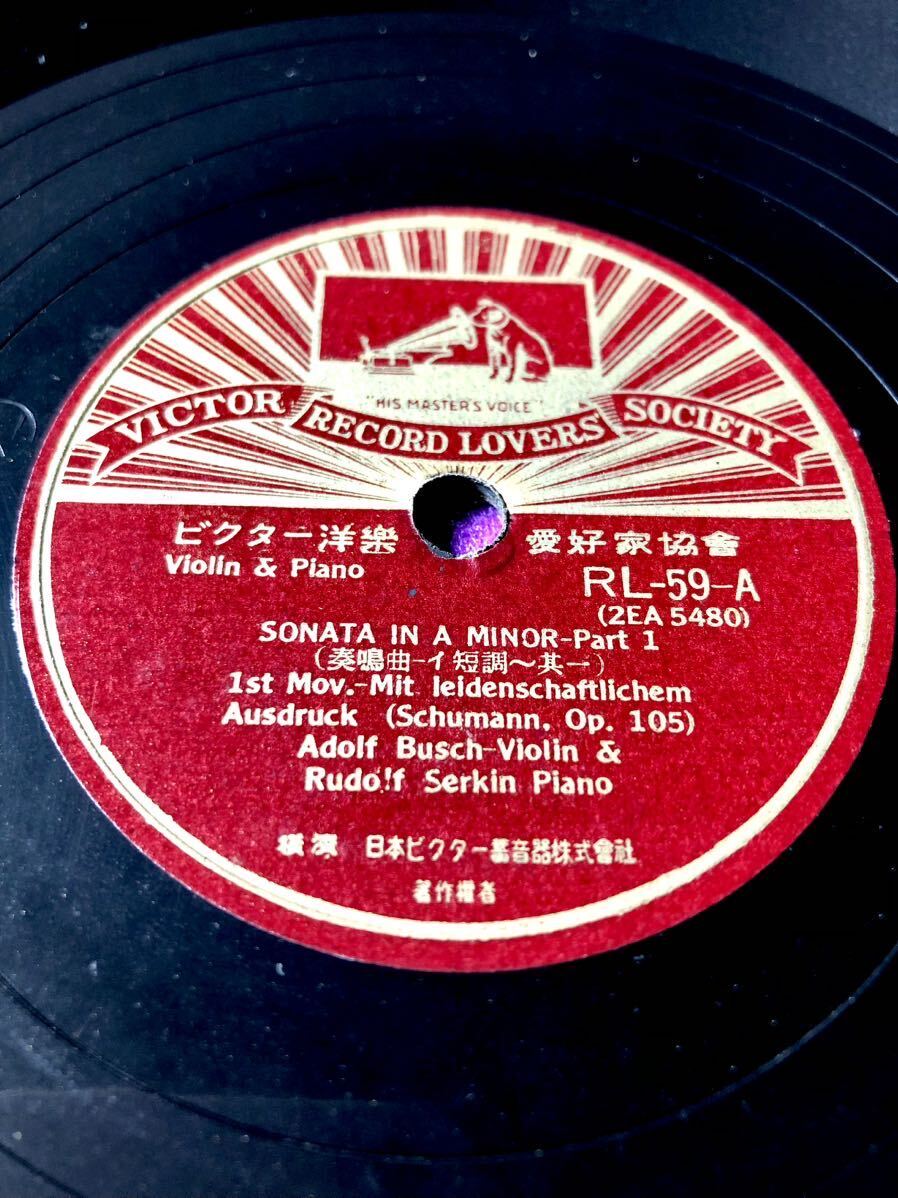 "HIS MASTER'S VOICE"
VICTOR RECORD LOVERS' SOCIETY
ビクター洋樂 愛好家協會
Violin & Piano
RL-59-A
(2EA 5480)
SONATA IN A MINOR-Part 1
(奏鳴曲-イ短調～其一)
1st Mov.-Mit leidenschaftlichem
Ausdruck (Schumann, Op. 105)
Adolf Busch-Violin &
Rudolf Serkin Piano
横濱 日本ビクター蓄音器株式會社
著作権者